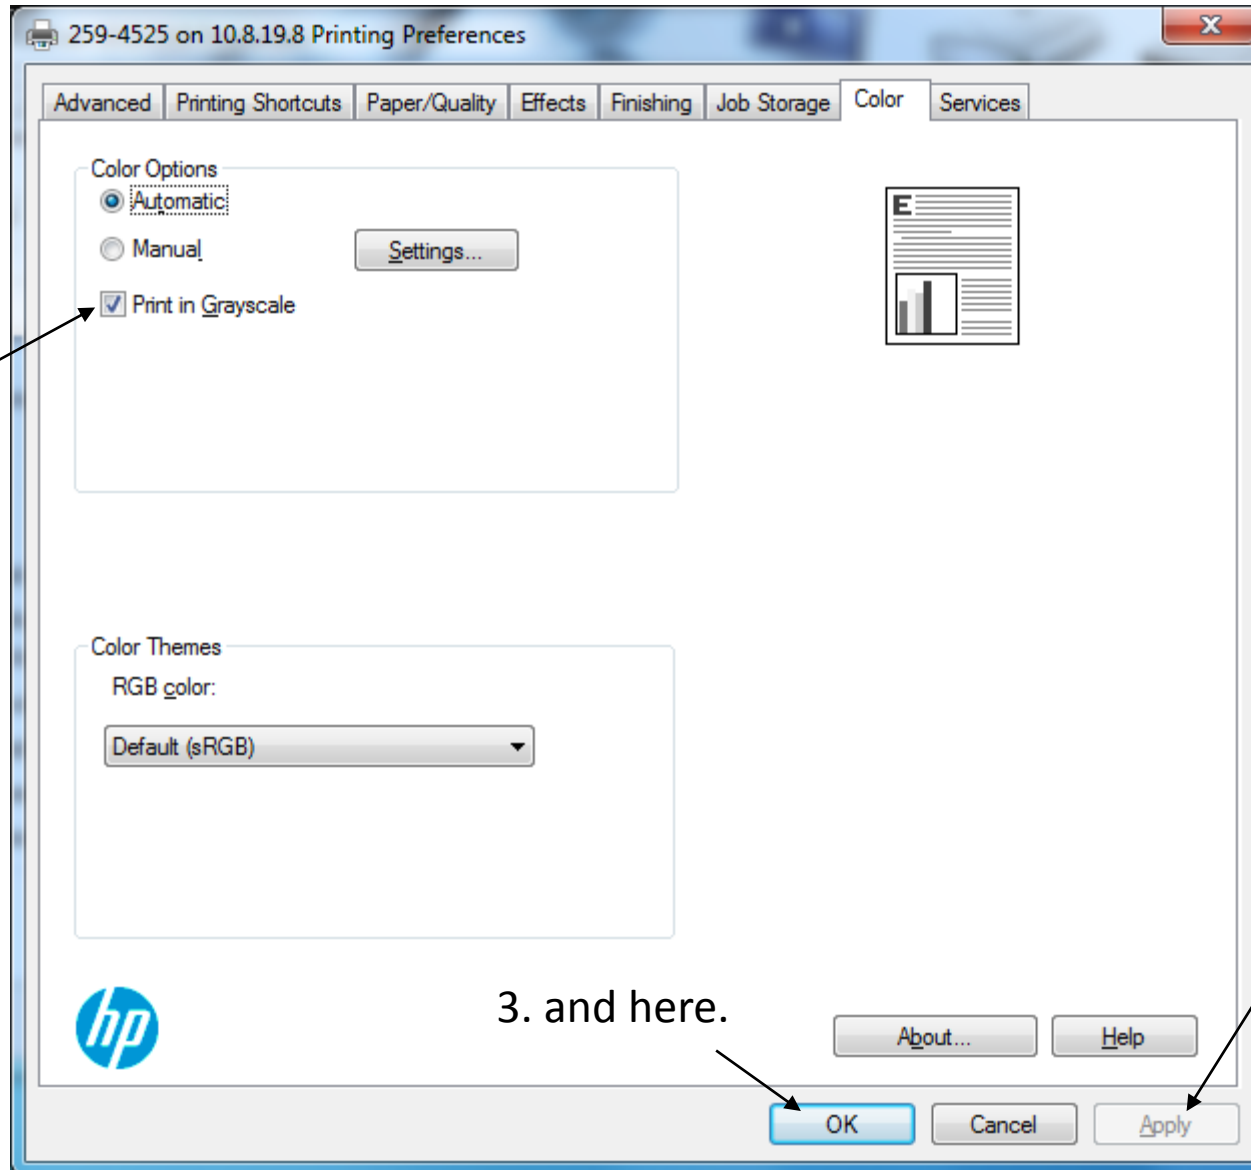 259-4525 on 10.8.19.8 Printing Preferences
x
Advanced Printing Shortcuts Paper/Quality Effects Finishing Job Storage Color Services
Color Options
Automatic
Manual Settings...
Print in Grayscale
E
Color Themes
RGB color:
Default (sRGB)
hp
3. and here.
About... Help
OK Cancel Apply